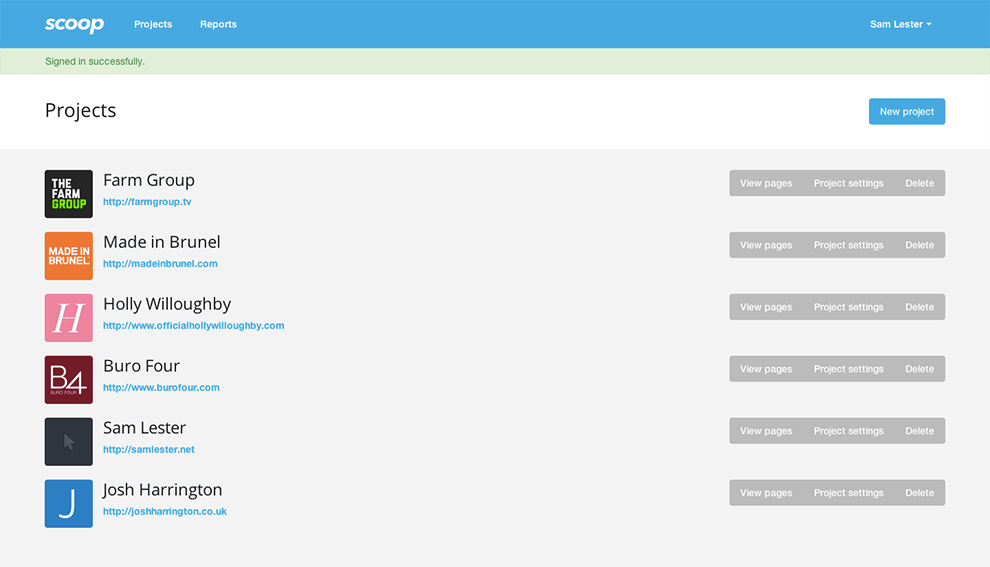 scoop Projects Reports Sam Lester
Signed in successfully.
Projects New project
THE
FARM
GROUP
Farm Group View pages Project settings Delete
http://farmgroup.tv
MADE IN
BRUNEL
Made in Brunel View pages Project settings Delete
http://madeinbrunel.com
H
Holly Willoughby View pages Project settings Delete
http://www.officialhollywilloughby.com
B4
BURO FOUR
Buro Four View pages Project settings Delete
http://www.burofour.com
Sam Lester View pages Project settings Delete
http://samlester.net
J
Josh Harrington View pages Project settings Delete
http://joshharrington.co.uk